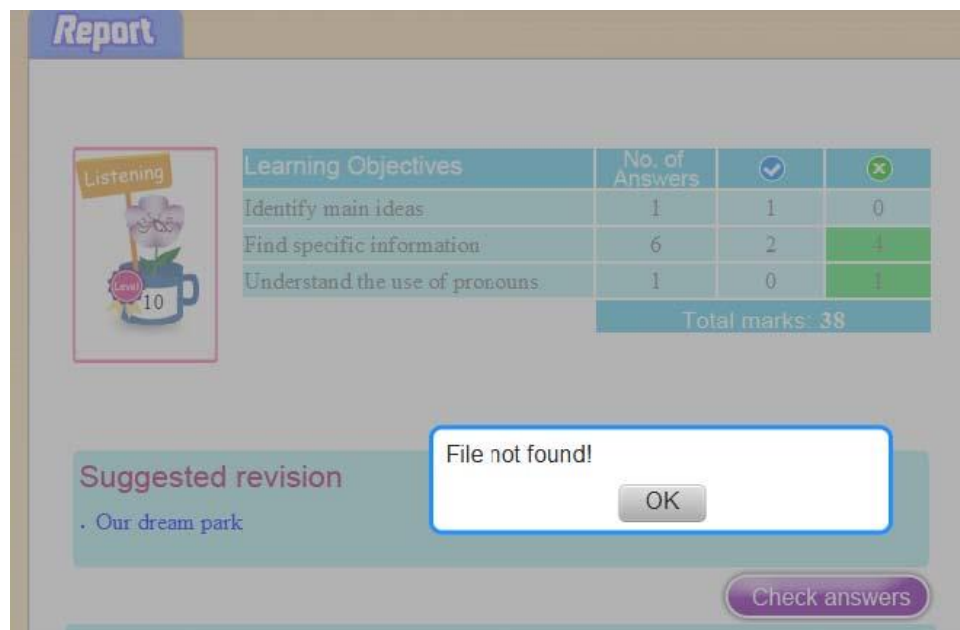 Report
Listening
Level
10
Learning Objectives No. of Answers
Identify main ideas 1 1 0
Find specific information 6 2 4
Understand the use of pronouns 1 0 1
Total marks: 38
File not found!
OK
Suggested revision
. Our dream park
Check answers